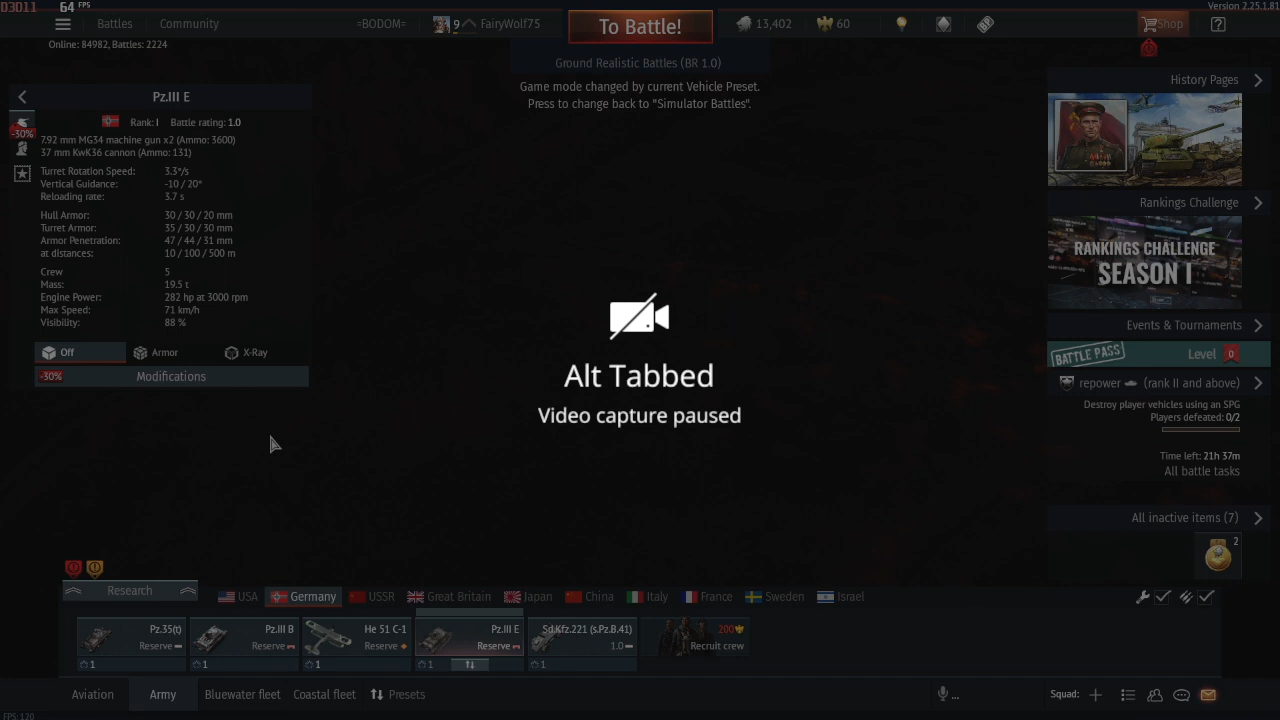 D3D11 64 FPS
Version 2.25.1.81
Battles Community =BODOM= 9 FairyWolf75 To Battle! 13,402 60 Shop
Online: 84982, Battles: 2224
Ground Realistic Battles (BR 1.0)
Game mode changed by current Vehicle Preset.
Press to change back to "Simulator Battles".
Pz.III E
Rank: I Battle rating: 1.0
-30%
7.92 mm MG34 machine gun x2 (Ammo: 3600)
37 mm KwK36 cannon (Ammo: 131)
Turret Rotation Speed: 3.3°/s
Vertical Guidance: -10 / 20°
Reloading rate: 3.7 s
Hull Armor: 30 / 30 / 20 mm
Turret Armor: 35 / 30 / 30 mm
Armor Penetration: 47 / 44 / 31 mm
at distances: 10 / 100 / 500 m
Crew 5
Mass: 19.5 t
Engine Power: 282 hp at 3000 rpm
Max Speed: 71 km/h
Visibility: 88 %
Off Armor X-Ray
-30% Modifications
Alt Tabbed
Video capture paused
History Pages
Rankings Challenge
RANKINGS CHALLENGE
SEASON I
Events & Tournaments
BATTLE PASS Level 0
repower (rank II and above)
Destroy player vehicles using an SPG
Players defeated: 0/2
Time left: 21h 37m
All battle tasks
All inactive items (7)
2
Research USA Germany USSR Great Britain Japan China Italy France Sweden Israel
Pz.35(t) Pz.III B He 51 C-1 Pz.III E Sd.Kfz.221 (s.Pz.B.41) 200
Reserve Reserve Reserve Reserve 1.0 Recruit crew
1 1 1 1 1
Aviation Army Bluewater fleet Coastal fleet Presets ... Squad:
FPS: 120